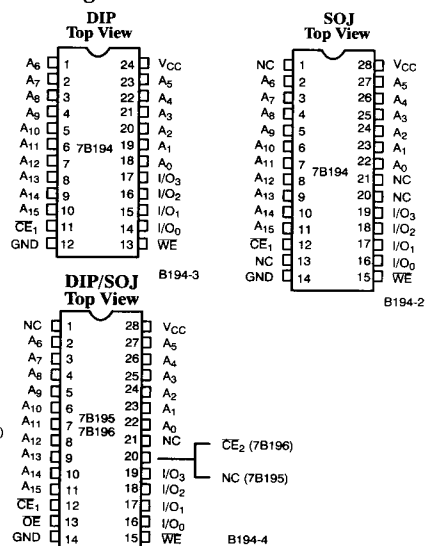 DIP
Top View
A6 1 24 VCC
A7 2 23 A5
A8 3 22 A4
A9 4 21 A3
A10 5 20 A2
A11 6 7B194 19 A1
A12 7 18 A0
A13 8 17 I/O3
A14 9 16 I/O2
A15 10 15 I/O1
CE1 11 14 I/O0
GND 12 13 WE
B194-3
SOJ
Top View
NC 1 28 VCC
A6 2 27 A5
A7 3 26 A4
A8 4 25 A3
A9 5 24 A2
A10 6 23 A1
A11 7 22 A0
7B194
A12 8 21 NC
A13 9 20 NC
A14 10 19 I/O3
A15 11 18 I/O2
CE1 12 17 I/O1
NC 13 16 I/O0
GND 14 15 WE
B194-2
DIP/SOJ
Top View
NC 1 28 VCC
A6 2 27 A5
A7 3 26 A4
A8 4 25 A3
A9 5 24 A2
A10 6 7B195 23 A1
A11 7 7B196 22 A0
A12 8 21 NC
A13 9 20
CE2 (7B196)
NC (7B195)
A14 10 19 I/O3
A15 11 18 I/O2
CE1 12 17 I/O1
OE 13 16 I/O0
GND 14 15 WE
B194-4
)